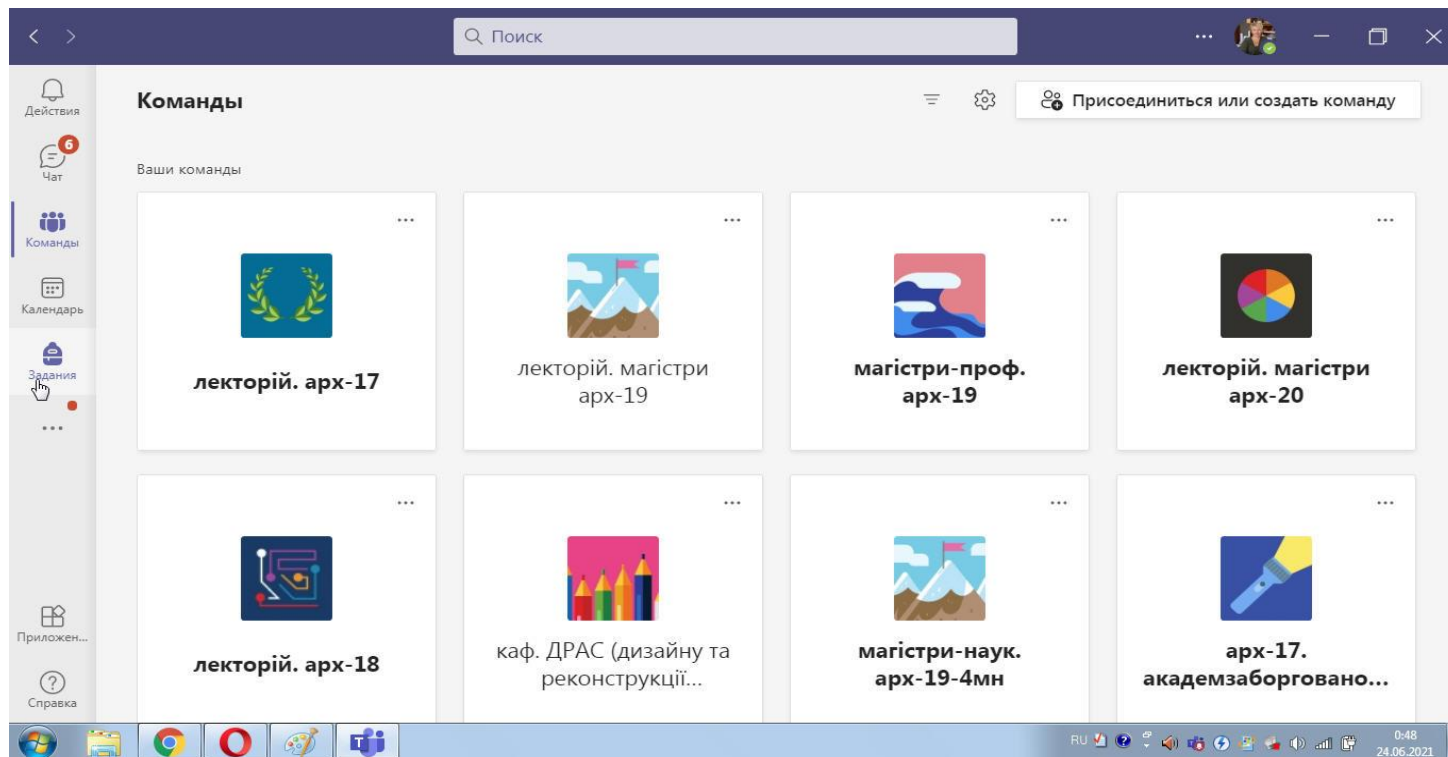 Поиск
Действия
6
Чат
Команды
Календарь
Задания
Приложен...
Справка
Команды
Присоединиться или создать команду
Ваши команды
лекторій. арх-17
лекторій. магістри
арх-19
магістри-проф.
арх-19
лекторій. магістри
арх-20
лекторій. арх-18
каф. ДРАС (дизайну та
реконструкції...
магістри-наук.
арх-19-4мн
арх-17.
академзаборговано...
RU
0:48
24.06.2021